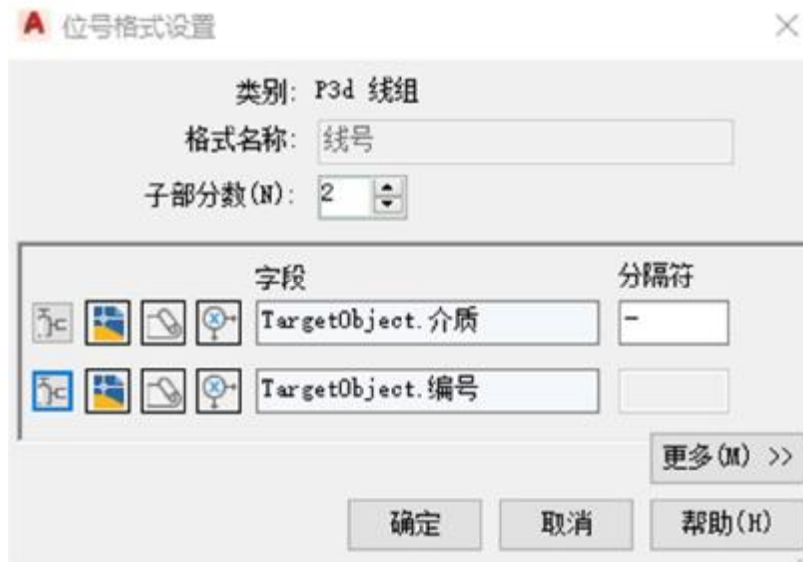 位号格式设置
类别: P3d 线组
格式名称: 线号
子部分数(N): 2
字段 分隔符
TargetObject.介质 -
TargetObject.编号
更多(M) >>
确定 取消 帮助(H)